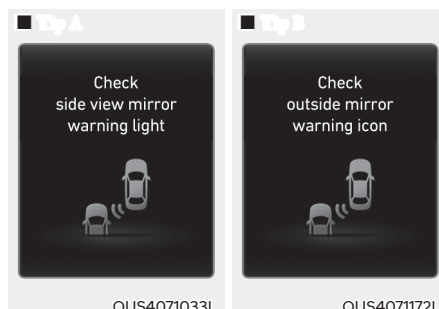 Check
side view mirror
warning light
Check
outside mirror
warning icon